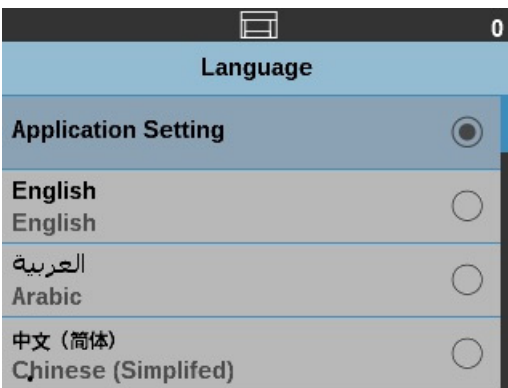 0
Language
Application Setting
English
English
العربية
Arabic
中文（简体）
Chinese (Simplifed)